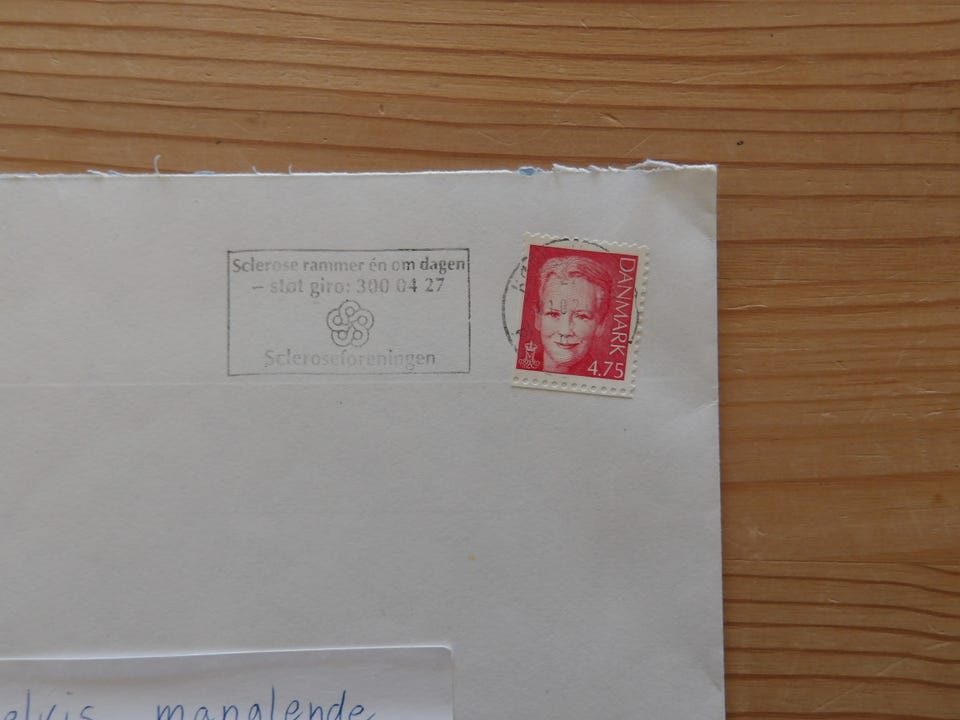 Sclerose rammer én om dagen
– støt giro: 300 04 27
Scleroseforeningen
DANMARK
4.75
manglende